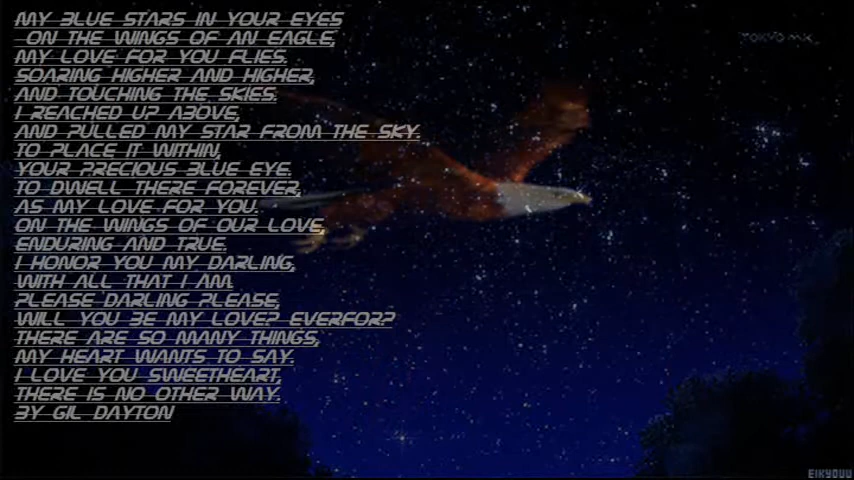 MY BLUE STARS IN YOUR EYES
ON THE WINGS OF AN EAGLE,
MY LOVE FOR YOU FLIES.
SOARING HIGHER AND HIGHER,
AND TOUCHING THE SKIES.
I REACHED UP ABOVE,
AND PULLED MY STAR FROM THE SKY.
TO PLACE IT WITHIN,
YOUR PRECIOUS BLUE EYE.
TO DWELL THERE FOREVER,
AS MY LOVE FOR YOU.
ON THE WINGS OF OUR LOVE,
ENDURING AND TRUE.
I HONOR YOU MY DARLING,
WITH ALL THAT I AM.
PLEASE DARLING PLEASE,
WILL YOU BE MY LOVE? EVERFOR?
THERE ARE SO MANY THINGS,
MY HEART WANTS TO SAY.
I LOVE YOU SWEETHEART,
THERE IS NO OTHER WAY.
BY GIL DAYTON
TOKYO MX
EIKYOUU